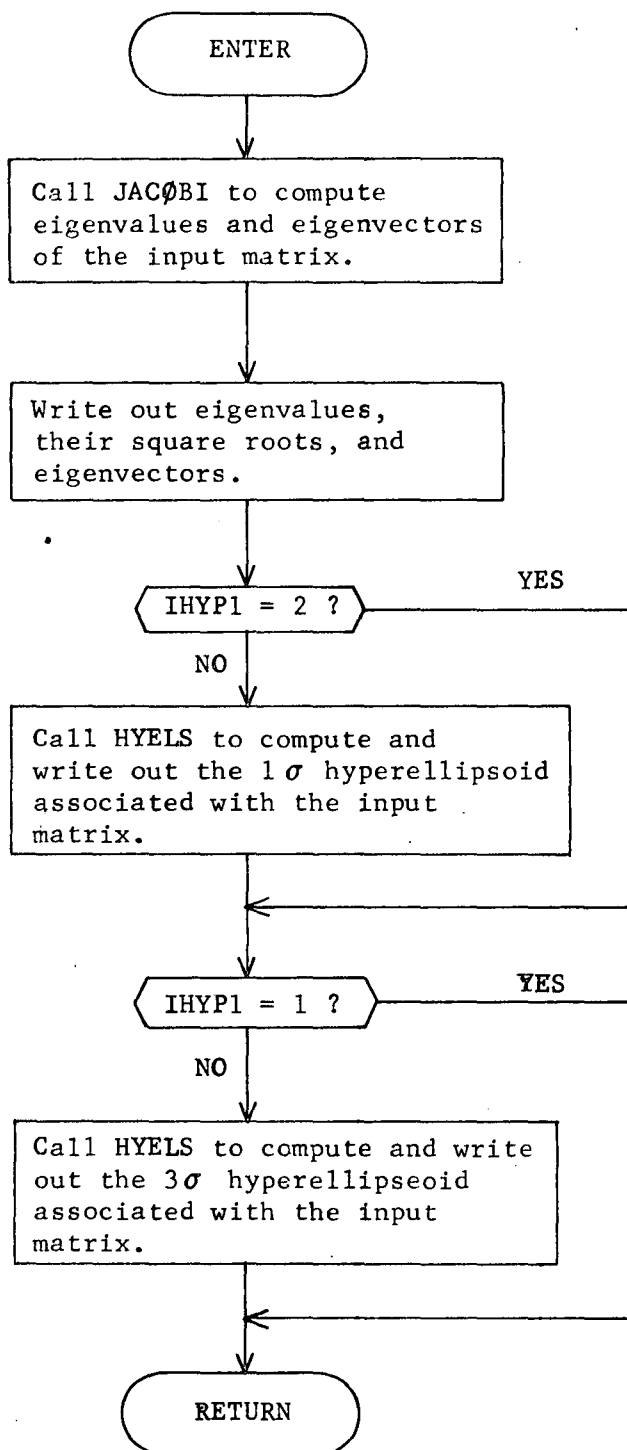 ENTER
Call JACØBI to compute
eigenvalues and eigenvectors
of the input matrix.
Write out eigenvalues,
their square roots, and
eigenvectors.
IHYP1 = 2 ?
YES
NO
Call HYELS to compute and
write out the 1σ hyperellipsoid
associated with the input
matrix.
IHYP1 = 1 ?
YES
NO
Call HYELS to compute and write
out the 3σ hyperellipseoid
associated with the input
matrix.
RETURN